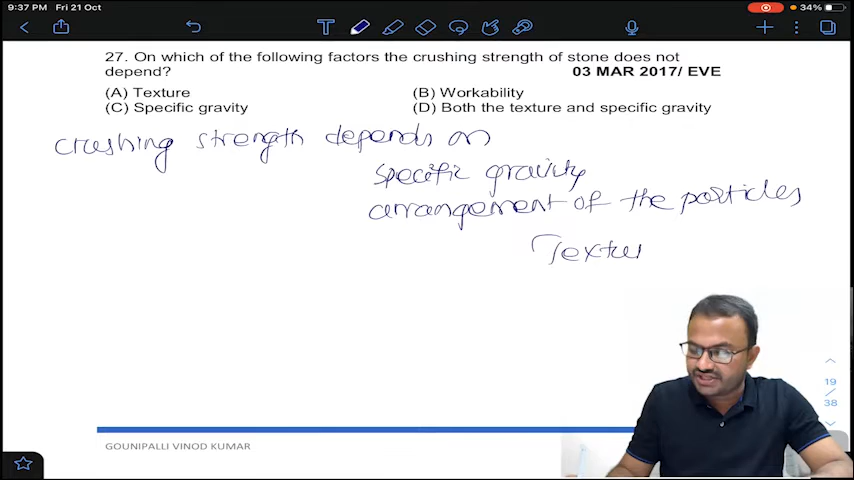 9:37 PM Fri 21 Oct
34%
27. On which of the following factors the crushing strength of stone does not
depend? 03 MAR 2017/ EVE
(A) Texture (B) Workability
(C) Specific gravity (D) Both the texture and specific gravity
crushing strength depends on
specific gravity
arrangement of the particles
Textur
19
/
38
GOUNIPALLI VINOD KUMAR